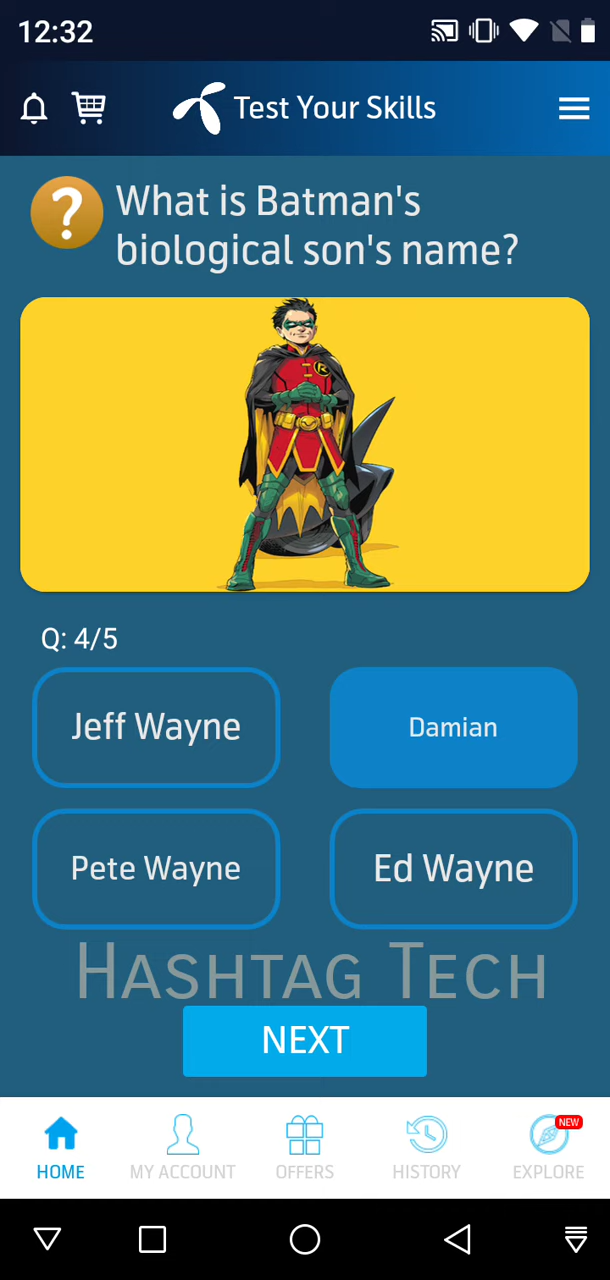 12:32
Test Your Skills
?
What is Batman's
biological son's name?
R
Q: 4/5
Jeff Wayne
Damian
Pete Wayne
Ed Wayne
HASHTAG TECH
NEXT
NEW
HOME
MY ACCOUNT
OFFERS
HISTORY
EXPLORE